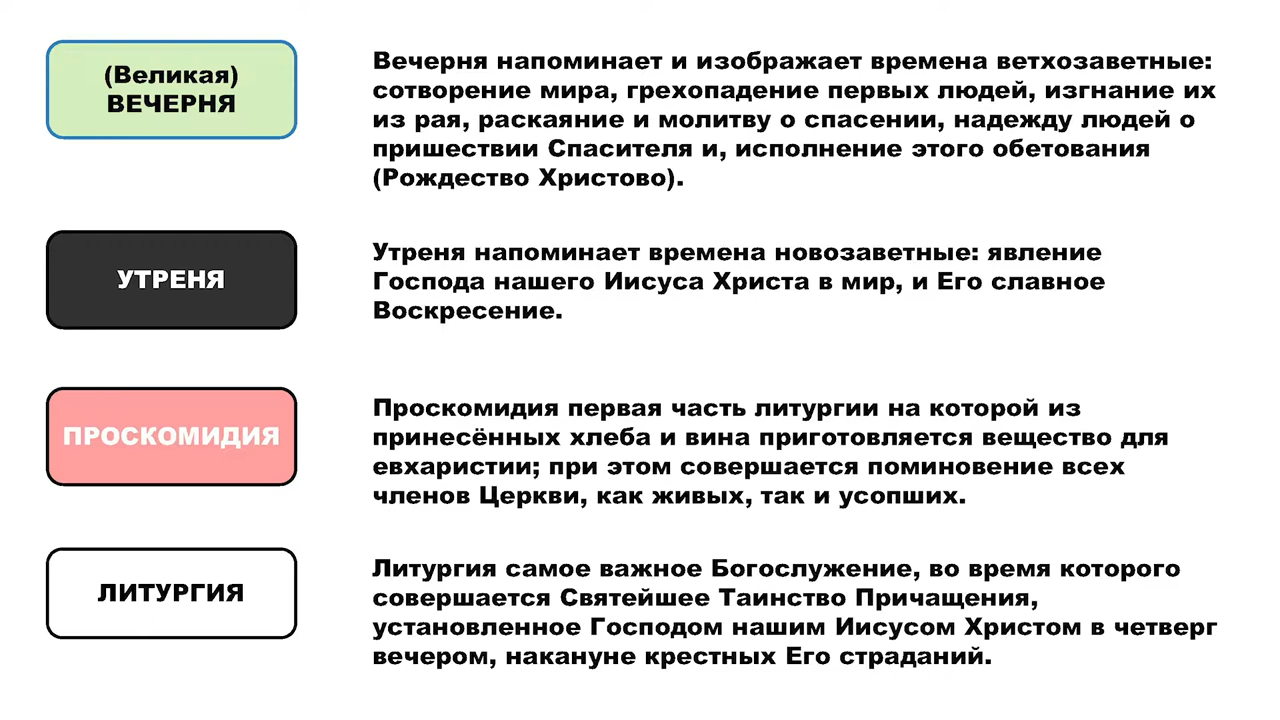 (Великая)
ВЕЧЕРНЯ
Вечерня напоминает и изображает времена ветхозаветные:
сотворение мира, грехопадение первых людей, изгнание их
из рая, раскаяние и молитву о спасении, надежду людей о
пришествии Спасителя и, исполнение этого обетования
(Рождество Христово).
УТРЕНЯ
Утреня напоминает времена новозаветные: явление
Господа нашего Иисуса Христа в мир, и Его славное
Воскресение.
ПРОСКОМИДИЯ
Проскомидия первая часть литургии на которой из
принесённых хлеба и вина приготовляется вещество для
евхаристии; при этом совершается поминовение всех
членов Церкви, как живых, так и усопших.
ЛИТУРГИЯ
Литургия самое важное Богослужение, во время которого
совершается Святейшее Таинство Причащения,
установленное Господом нашим Иисусом Христом в четверг
вечером, накануне крестных Его страданий.